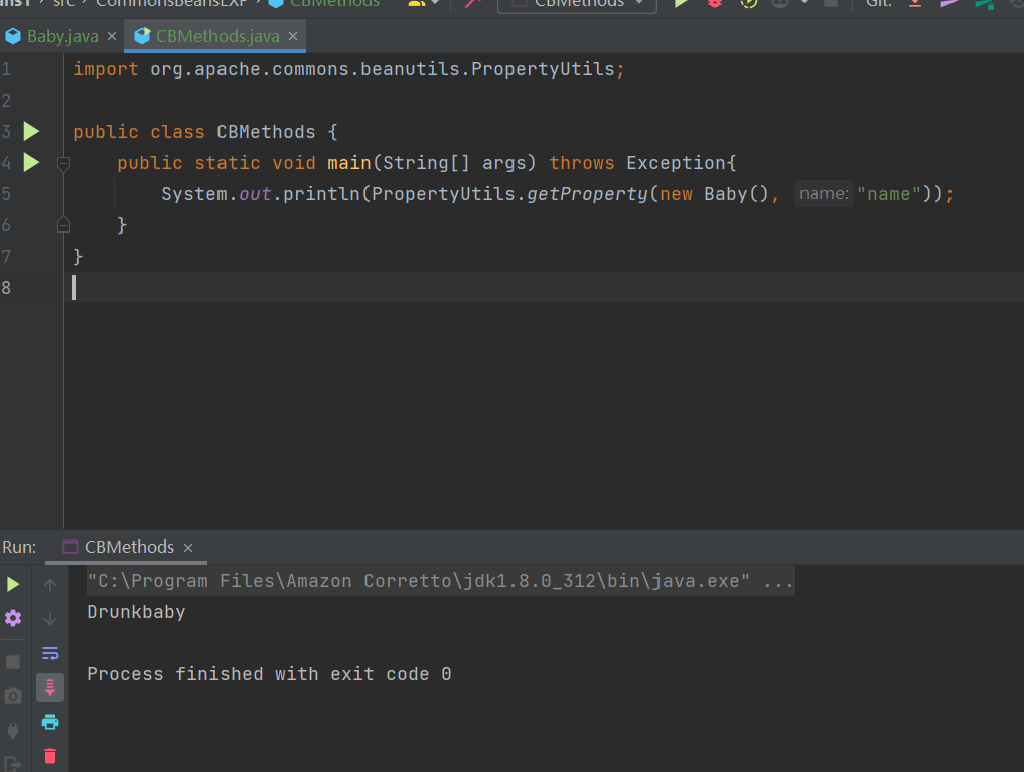 src CommonsBeansEXP CBMethods CBMethods Git:
Baby.java CBMethods.java
1 import org.apache.commons.beanutils.PropertyUtils;
2
3 public class CBMethods {
4 public static void main(String[] args) throws Exception{
5 System.out.println(PropertyUtils.getProperty(new Baby(), name: "name"));
6 }
7 }
8
Run: CBMethods
"C:\Program Files\Amazon Corretto\jdk1.8.0_312\bin\java.exe" ...
Drunkbaby
Process finished with exit code 0